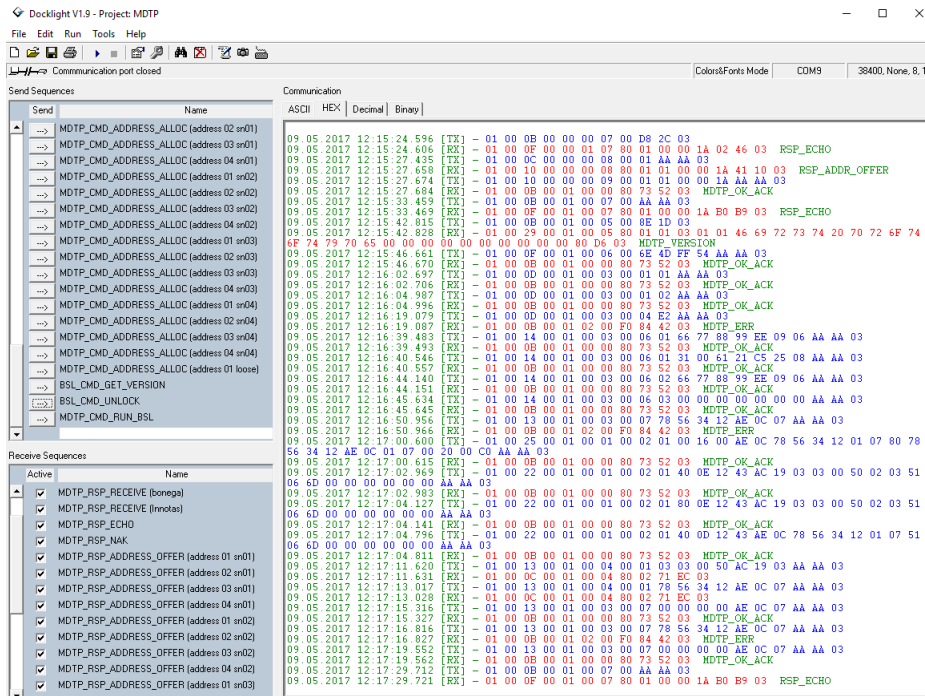 Docklight V1.9 - Project: MDTP
File Edit Run Tools Help
Commmunication port closed
Colors&Fonts Mode
COM9
38400, None, 8, 1
Send Sequences
Send Name
---> MDTP_CMD_ADDRESS_ALLOC (address 02 sn01)
---> MDTP_CMD_ADDRESS_ALLOC (address 03 sn01)
---> MDTP_CMD_ADDRESS_ALLOC (address 04 sn01)
---> MDTP_CMD_ADDRESS_ALLOC (address 01 sn02)
---> MDTP_CMD_ADDRESS_ALLOC (address 02 sn02)
---> MDTP_CMD_ADDRESS_ALLOC (address 03 sn02)
---> MDTP_CMD_ADDRESS_ALLOC (address 04 sn02)
---> MDTP_CMD_ADDRESS_ALLOC (address 01 sn03)
---> MDTP_CMD_ADDRESS_ALLOC (address 02 sn03)
---> MDTP_CMD_ADDRESS_ALLOC (address 03 sn03)
---> MDTP_CMD_ADDRESS_ALLOC (address 04 sn03)
---> MDTP_CMD_ADDRESS_ALLOC (address 01 sn04)
---> MDTP_CMD_ADDRESS_ALLOC (address 02 sn04)
---> MDTP_CMD_ADDRESS_ALLOC (address 03 sn04)
---> MDTP_CMD_ADDRESS_ALLOC (address 04 sn04)
---> MDTP_CMD_ADDRESS_ALLOC (address 01 loose)
---> BSL_CMD_GET_VERSION
---> BSL_CMD_UNLOCK
---> MDTP_CMD_RUN_BSL
Receive Sequences
Active Name
MDTP_RSP_RECEIVE (bonega)
MDTP_RSP_RECEIVE (Innotas)
MDTP_RSP_ECHO
MDTP_RSP_NAK
MDTP_RSP_ADDRESS_OFFER (address 01 sn01)
MDTP_RSP_ADDRESS_OFFER (address 02 sn01)
MDTP_RSP_ADDRESS_OFFER (address 03 sn01)
MDTP_RSP_ADDRESS_OFFER (address 04 sn01)
MDTP_RSP_ADDRESS_OFFER (address 01 sn02)
MDTP_RSP_ADDRESS_OFFER (address 02 sn02)
MDTP_RSP_ADDRESS_OFFER (address 03 sn02)
MDTP_RSP_ADDRESS_OFFER (address 04 sn02)
MDTP_RSP_ADDRESS_OFFER (address 01 sn03)
Communication
ASCII HEX Decimal Binary
09.05.2017 12:15:24.596 [TX] - 01 00 0B 00 00 00 07 00 D8 2C 03
09.05.2017 12:15:24.606 [RX] - 01 00 0F 00 00 01 07 80 01 00 00 1A 02 46 03 RSP_ECHO
09.05.2017 12:15:27.435 [TX] - 01 00 0C 00 00 00 08 00 01 AA AA 03
09.05.2017 12:15:27.658 [RX] - 01 00 10 00 00 00 08 00 01 01 00 00 1A 41 10 03 RSP_ADDR_OFFER
09.05.2017 12:15:27.674 [TX] - 01 00 10 00 00 00 09 00 01 01 00 00 1A AA AA 03
09.05.2017 12:15:27.684 [RX] - 01 00 0B 00 01 00 00 80 73 52 03 MDTP_OK_ACK
09.05.2017 12:15:33.459 [TX] - 01 00 0B 00 01 00 07 00 AA AA 03
09.05.2017 12:15:33.469 [RX] - 01 00 0F 00 01 00 07 80 01 00 00 1A B0 B9 03 RSP_ECHO
09.05.2017 12:15:42.815 [TX] - 01 00 0B 00 01 00 05 00 8E 1D 03
09.05.2017 12:15:42.828 [RX] - 01 00 29 00 01 00 05 80 01 01 03 01 01 46 69 72 73 74 20 70 72 6F 74
6F 74 79 70 65 00 00 00 00 00 00 00 00 00 00 00 80 D6 03 MDTP_VERSION
09.05.2017 12:15:46.661 [TX] - 01 00 0F 00 01 00 06 00 6E 4D FF 54 AA AA 03
09.05.2017 12:15:46.670 [RX] - 01 00 0B 00 01 00 00 80 73 52 03 MDTP_OK_ACK
09.05.2017 12:16:02.697 [TX] - 01 00 0D 00 01 00 03 00 01 01 AA AA 03
09.05.2017 12:16:02.706 [RX] - 01 00 0B 00 01 00 00 80 73 52 03 MDTP_OK_ACK
09.05.2017 12:16:04.987 [TX] - 01 00 0D 00 01 00 03 00 01 02 AA AA 03
09.05.2017 12:16:04.996 [RX] - 01 00 0B 00 01 00 00 80 73 52 03 MDTP_OK_ACK
09.05.2017 12:16:19.079 [TX] - 01 00 0D 00 01 00 03 00 04 E2 AA AA 03
09.05.2017 12:16:19.087 [RX] - 01 00 0B 00 01 02 00 F0 84 42 03 MDTP_ERR
09.05.2017 12:16:39.483 [TX] - 01 00 14 00 01 00 03 00 06 01 66 77 88 99 EE 09 06 AA AA 03
09.05.2017 12:16:39.493 [RX] - 01 00 0B 00 01 00 00 80 73 52 03 MDTP_OK_ACK
09.05.2017 12:16:40.546 [TX] - 01 00 14 00 01 00 03 00 06 01 31 00 61 21 C5 25 08 AA AA 03
09.05.2017 12:16:40.557 [RX] - 01 00 0B 00 01 00 00 80 73 52 03 MDTP_OK_ACK
09.05.2017 12:16:44.140 [TX] - 01 00 14 00 01 00 03 00 06 02 66 77 88 99 EE 09 06 AA AA 03
09.05.2017 12:16:44.151 [RX] - 01 00 0B 00 01 00 00 80 73 52 03 MDTP_OK_ACK
09.05.2017 12:16:45.634 [TX] - 01 00 14 00 01 00 03 00 06 03 00 00 00 00 00 00 00 AA AA 03
09.05.2017 12:16:45.645 [RX] - 01 00 0B 00 01 00 00 80 73 52 03 MDTP_OK_ACK
09.05.2017 12:16:50.956 [TX] - 01 00 13 00 01 00 03 00 07 78 56 34 12 AE 0C 07 AA AA 03
09.05.2017 12:16:50.966 [RX] - 01 00 0B 00 01 02 00 F0 84 42 03 MDTP_ERR
09.05.2017 12:17:00.600 [TX] - 01 00 25 00 01 00 01 00 02 01 00 16 00 AE 0C 78 56 34 12 01 07 80 78
56 34 12 AE 0C 01 07 00 20 00 C0 AA AA 03
09.05.2017 12:17:00.615 [RX] - 01 00 0B 00 01 00 00 80 73 52 03 MDTP_OK_ACK
09.05.2017 12:17:02.969 [TX] - 01 00 22 00 01 00 01 00 02 01 40 0E 12 43 AC 19 03 03 00 50 02 03 51
06 6D 00 00 00 00 00 AA AA 03
09.05.2017 12:17:02.983 [RX] - 01 00 0B 00 01 00 00 80 73 52 03 MDTP_OK_ACK
09.05.2017 12:17:04.127 [TX] - 01 00 22 00 01 00 01 00 02 01 80 0E 12 43 AC 19 03 03 00 50 02 03 51
06 6D 00 00 00 00 00 AA AA 03
09.05.2017 12:17:04.141 [RX] - 01 00 0B 00 01 00 00 80 73 52 03 MDTP_OK_ACK
09.05.2017 12:17:04.796 [TX] - 01 00 22 00 01 00 01 00 02 01 40 0D 12 43 AE 0C 78 56 34 12 01 07 51
06 6D 00 00 00 00 00 AA AA 03
09.05.2017 12:17:04.811 [RX] - 01 00 0B 00 01 00 00 80 73 52 03 MDTP_OK_ACK
09.05.2017 12:17:11.620 [TX] - 01 00 13 00 01 00 04 00 01 03 03 00 50 AC 19 03 AA AA 03
09.05.2017 12:17:11.631 [RX] - 01 00 0C 00 01 00 04 80 02 71 EC 03
09.05.2017 12:17:13.017 [TX] - 01 00 13 00 01 00 04 00 01 78 56 34 12 AE 0C 07 AA AA 03
09.05.2017 12:17:13.028 [RX] - 01 00 0C 00 01 00 04 80 02 71 EC 03
09.05.2017 12:17:15.316 [TX] - 01 00 13 00 01 00 03 00 07 00 00 00 00 AE 0C 07 AA AA 03
09.05.2017 12:17:15.327 [RX] - 01 00 0B 00 01 00 00 80 73 52 03 MDTP_OK_ACK
09.05.2017 12:17:16.816 [TX] - 01 00 13 00 01 00 03 00 07 78 56 34 12 AE 0C 07 AA AA 03
09.05.2017 12:17:16.827 [RX] - 01 00 0B 00 01 02 00 F0 84 42 03 MDTP_ERR
09.05.2017 12:17:19.552 [TX] - 01 00 13 00 01 00 03 00 07 00 00 00 00 AE 0C 07 AA AA 03
09.05.2017 12:17:19.562 [RX] - 01 00 0B 00 01 00 00 80 73 52 03 MDTP_OK_ACK
09.05.2017 12:17:29.712 [TX] - 01 00 0B 00 01 00 07 00 AA AA 03
09.05.2017 12:17:29.721 [RX] - 01 00 0F 00 01 00 07 80 01 00 00 1A B0 B9 03 RSP_ECHO